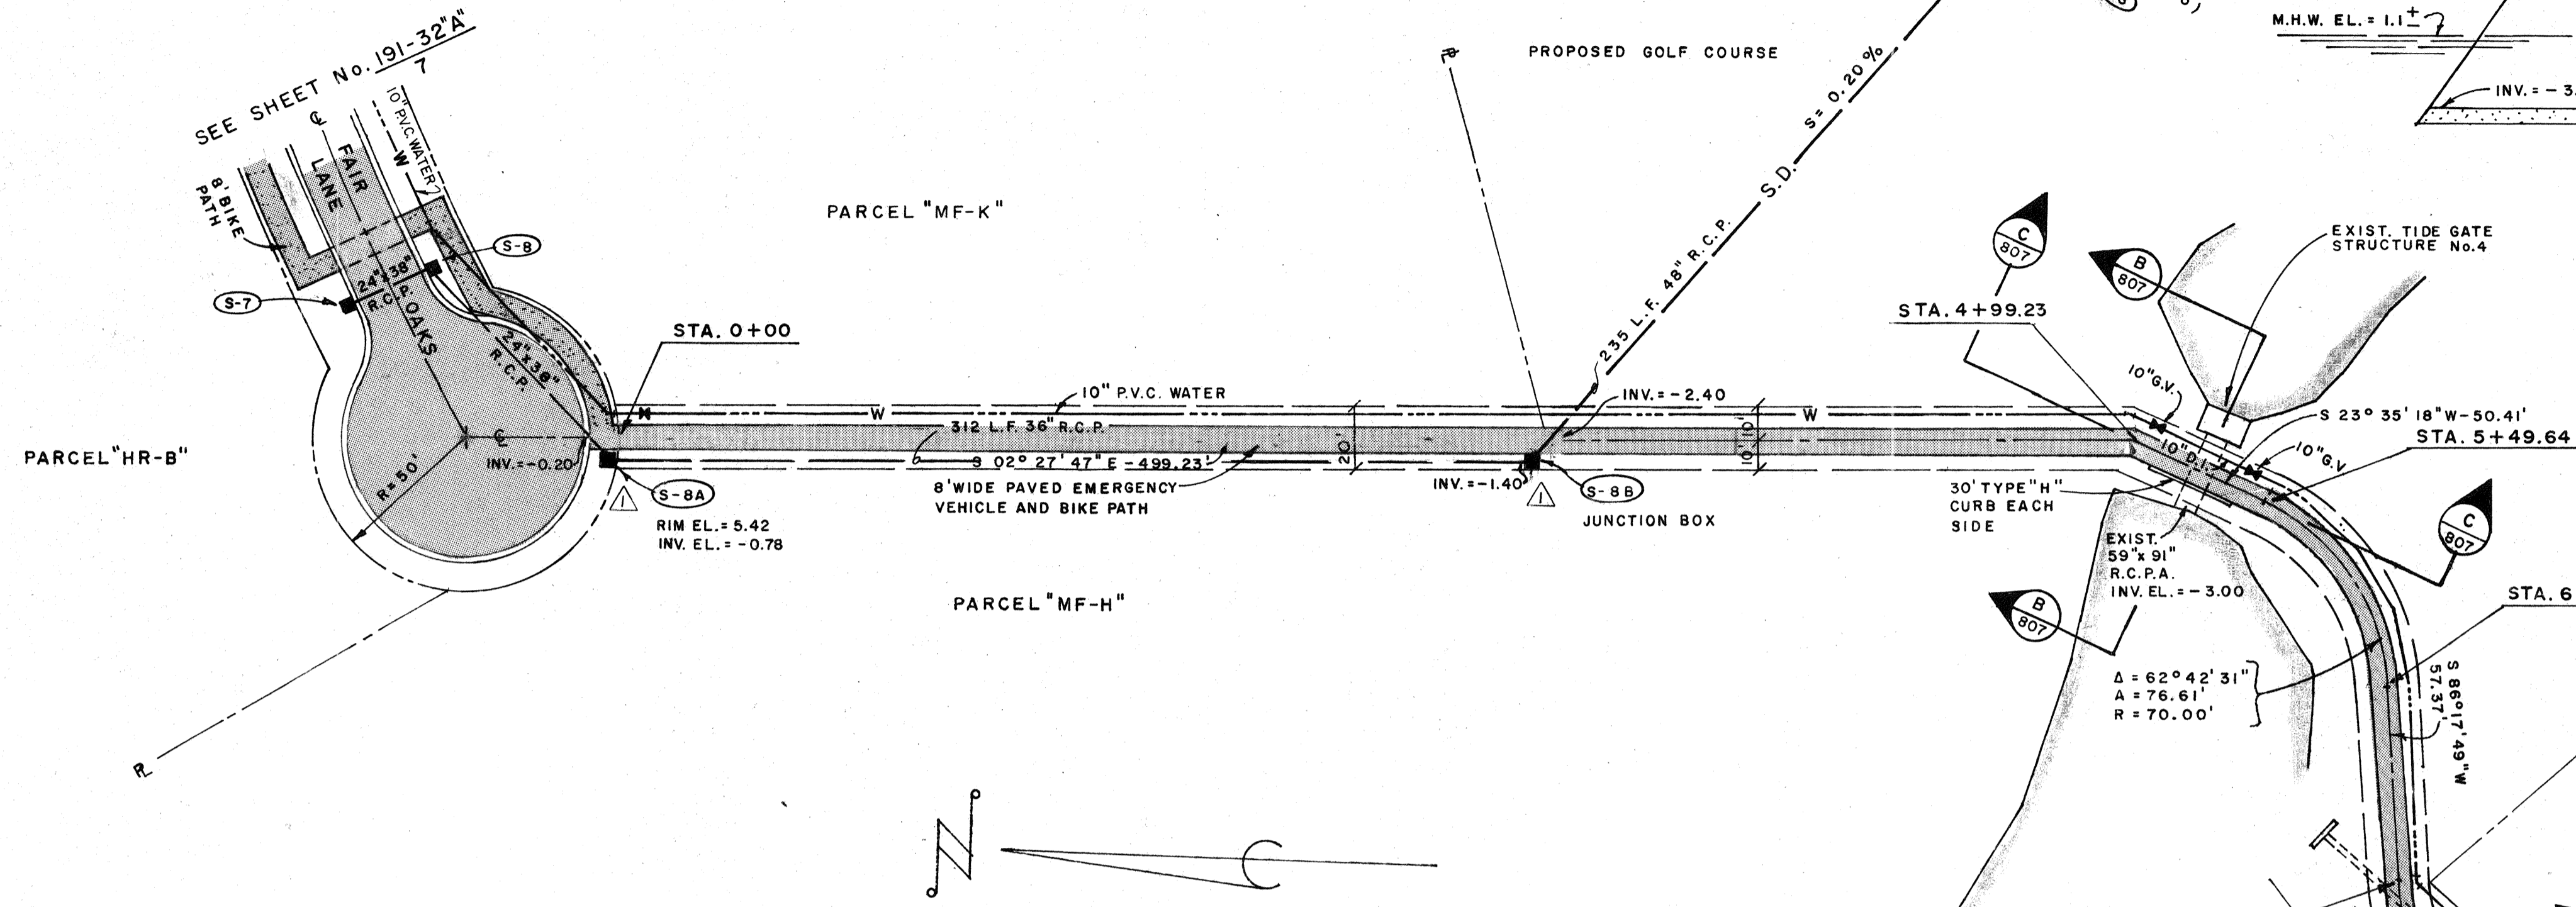 SEE SHEET No. 191-32"A"
7
℄
10" P.V.C. WATER
W
FAIR
OAKS
LANE
8' BIKE
PATH
S-8
S-7
24"x38"
R.C.P.
24"x38"
R.C.P.
STA. 0+00
PARCEL "HR-B"
R=50'
℄
INV.=-0.20
S-8A
1
RIM EL.= 5.42
INV. EL.= -0.78
PARCEL "MF-K"
10" P.V.C. WATER
W
312 L.F. 36" R.C.P.
S 02° 27' 47" E - 499.23'
8' WIDE PAVED EMERGENCY
VEHICLE AND BIKE PATH
20'
PARCEL "MF-H"
PROPOSED GOLF COURSE
235 L.F. 48" R.C.P. S.D. S= 0.20%
INV.= -2.40
INV.=-1.40
1
S-8B
JUNCTION BOX
10'
10'
W
M.H.W. EL. = 1.1±
INV. = - 3.
C
807
B
807
EXIST. TIDE GATE
STRUCTURE No.4
STA. 4+99.23
10" G.V.
S 23° 35' 18" W-50.41'
STA. 5+49.64
10" G.V
10" D.I.
30' TYPE "H"
CURB EACH
SIDE
EXIST.
59"x 91"
R.C.P.A.
INV. EL. = -3.00
C
807
B
807
STA. 6
Δ = 62° 42' 31"
A = 76.61'
R = 70.00'
S 86° 17' 49" W
57.37'
N